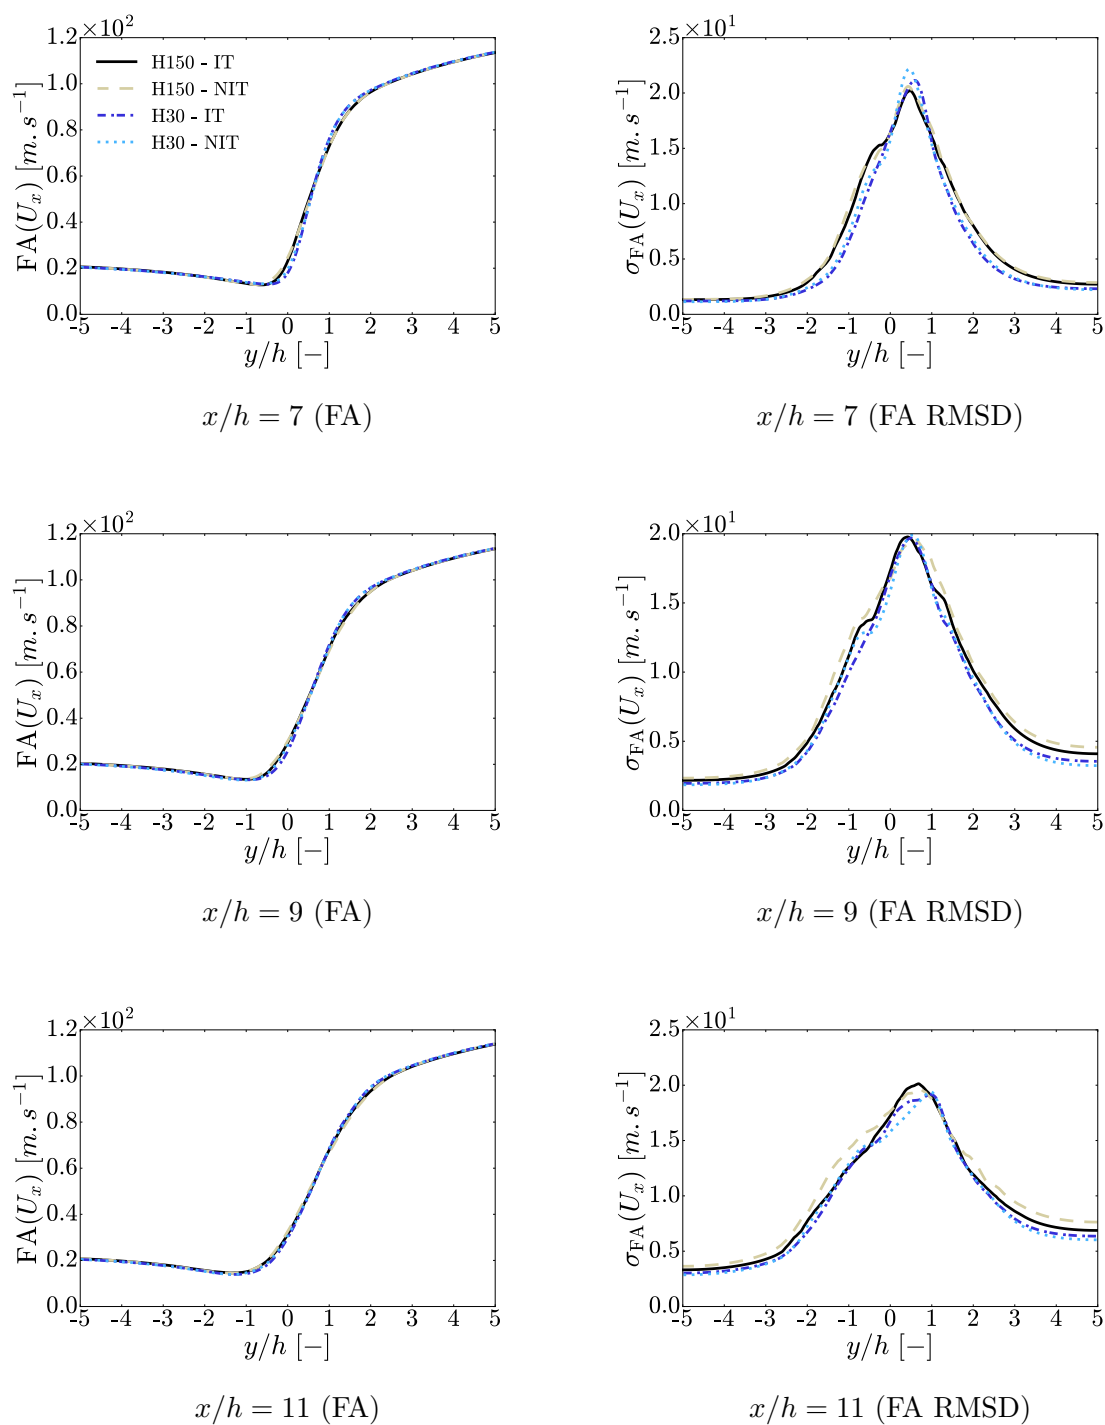 1.2×10²
1.0
0.8
0.6
0.4
0.2
0.0
FA(Uₓ) [m.s⁻¹]
H150 - IT
H150 - NIT
H30 - IT
H30 - NIT
-5 -4 -3 -2 -1 0 1 2 3 4 5
y/h [−]
x/h = 7 (FA)
2.5×10¹
2.0
1.5
1.0
0.5
0.0
σ_FA(Uₓ) [m.s⁻¹]
-5 -4 -3 -2 -1 0 1 2 3 4 5
y/h [−]
x/h = 7 (FA RMSD)
1.2×10²
1.0
0.8
0.6
0.4
0.2
0.0
FA(Uₓ) [m.s⁻¹]
-5 -4 -3 -2 -1 0 1 2 3 4 5
y/h [−]
x/h = 9 (FA)
2.0×10¹
1.5
1.0
0.5
0.0
σ_FA(Uₓ) [m.s⁻¹]
-5 -4 -3 -2 -1 0 1 2 3 4 5
y/h [−]
x/h = 9 (FA RMSD)
1.2×10²
1.0
0.8
0.6
0.4
0.2
0.0
FA(Uₓ) [m.s⁻¹]
-5 -4 -3 -2 -1 0 1 2 3 4 5
y/h [−]
x/h = 11 (FA)
2.5×10¹
2.0
1.5
1.0
0.5
0.0
σ_FA(Uₓ) [m.s⁻¹]
-5 -4 -3 -2 -1 0 1 2 3 4 5
y/h [−]
x/h = 11 (FA RMSD)